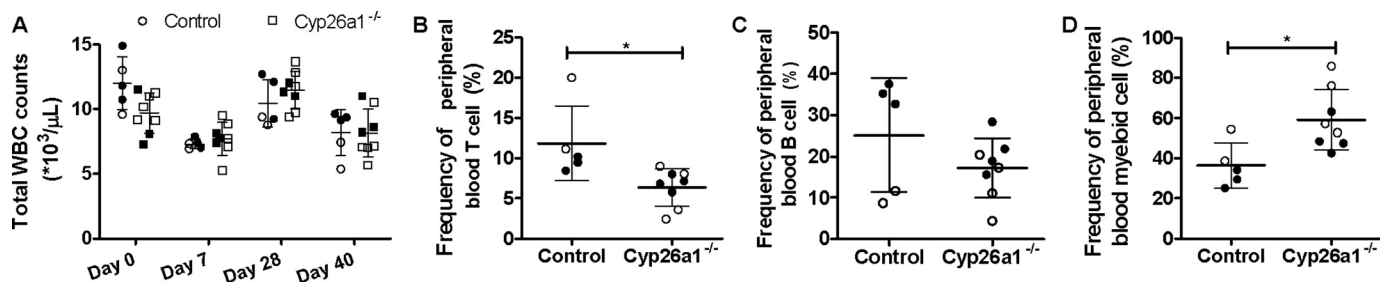 A
Control
Cyp26a1-/-
Total WBC counts
(*10³/µL)
15
10
5
0
Day 0
Day 7
Day 28
Day 40
B
Frequency of peripheral
blood T cell (%)
25
20
15
10
5
0
*
Control
Cyp26a1-/-
C
Frequency of peripheral
blood B cell (%)
50
40
30
20
10
0
Control
Cyp26a1-/-
D
Frequency of peripheral
blood myeloid cell (%)
100
80
60
40
20
0
*
Control
Cyp26a1-/-